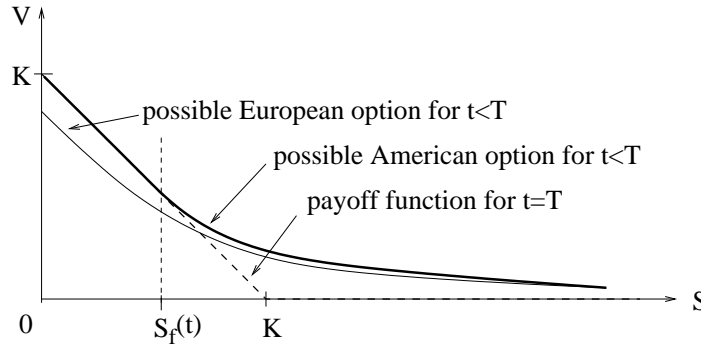 V
K
possible European option for t<T
possible American option for t<T
payoff function for t=T
0
S_f(t)
K
S